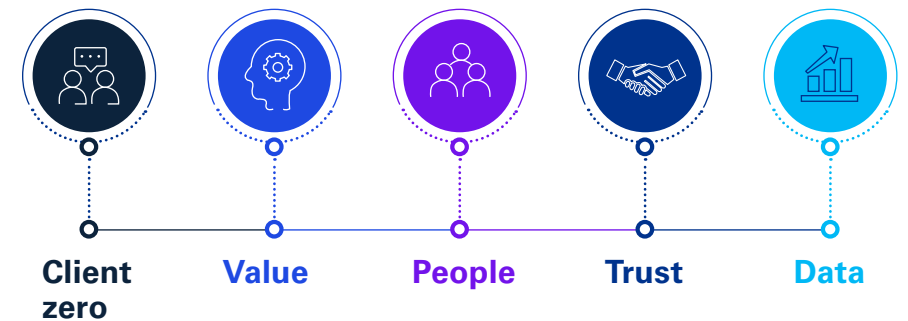 Client
zero
Value
People
Trust
Data